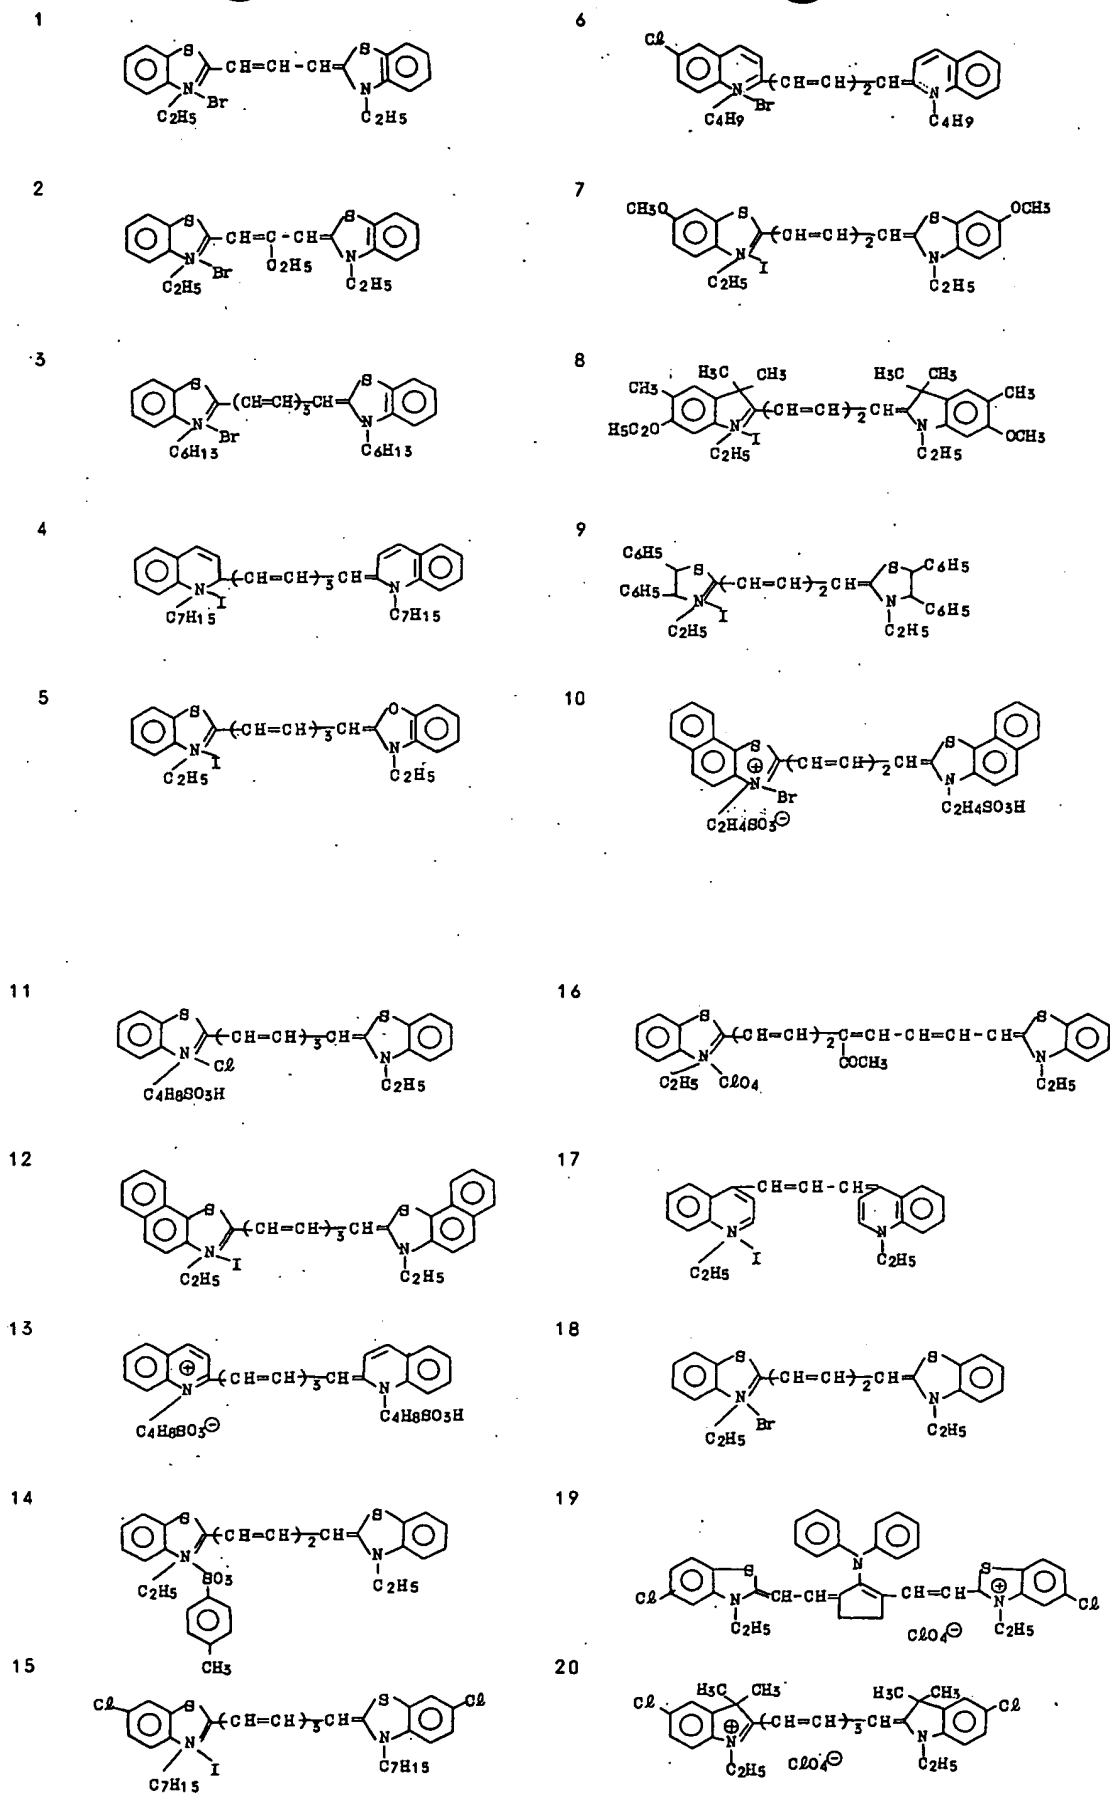 1
S CH=CH-CH= S
N Br N
C2H5 C2H5
2
S CH=C-CH= S
N Br O2H5 N
C2H5 C2H5
3
S (CH=CH)3CH= S
N Br N
C6H13 C6H13
4
(CH=CH)3CH=
N I N
C7H15 C7H15
5
S (CH=CH)3CH= O
N I N
C2H5 C2H5
6
Cl
(CH=CH)2CH=
N Br N
C4H9 C4H9
7
CH3O S (CH=CH)2CH= S OCH3
N I N
C2H5 C2H5
8
H3C CH3 H3C CH3
CH3 (CH=CH)2CH= CH3
H5C2O N I N OCH3
C2H5 C2H5
9
C6H5 S (CH=CH)2CH= S C6H5
C6H5 N I N C6H5
C2H5 C2H5
10
S ⊕ (CH=CH)2CH= S
N Br N
C2H4SO3⊖ C2H4SO3H
11
S (CH=CH)3CH= S
N Cl N
C4H8SO3H C2H5
12
S (CH=CH)3CH= S
N I N
C2H5 C2H5
13
⊕ (CH=CH)3CH=
N N
C4H8SO3⊖ C4H8SO3H
14
S (CH=CH)2CH= S
N N
C2H5 SO3 C2H5
CH3
15
Cl S (CH=CH)3CH= S Cl
N I N
C7H15 C7H15
16
S (CH=CH)2C=CH-CH=CH-CH= S
N COCH3 N
C2H5 ClO4 C2H5
17
CH=CH-CH=
N N
C2H5 I C2H5
18
S (CH=CH)2CH= S
N Br N
C2H5 C2H5
19
N
S S
Cl N CH-CH= CH=CH N ⊕ Cl
C2H5 ClO4⊖ C2H5
20
H3C CH3 H3C CH3
Cl ⊕ (CH=CH)3CH= Cl
N N
C2H5 ClO4⊖ C2H5